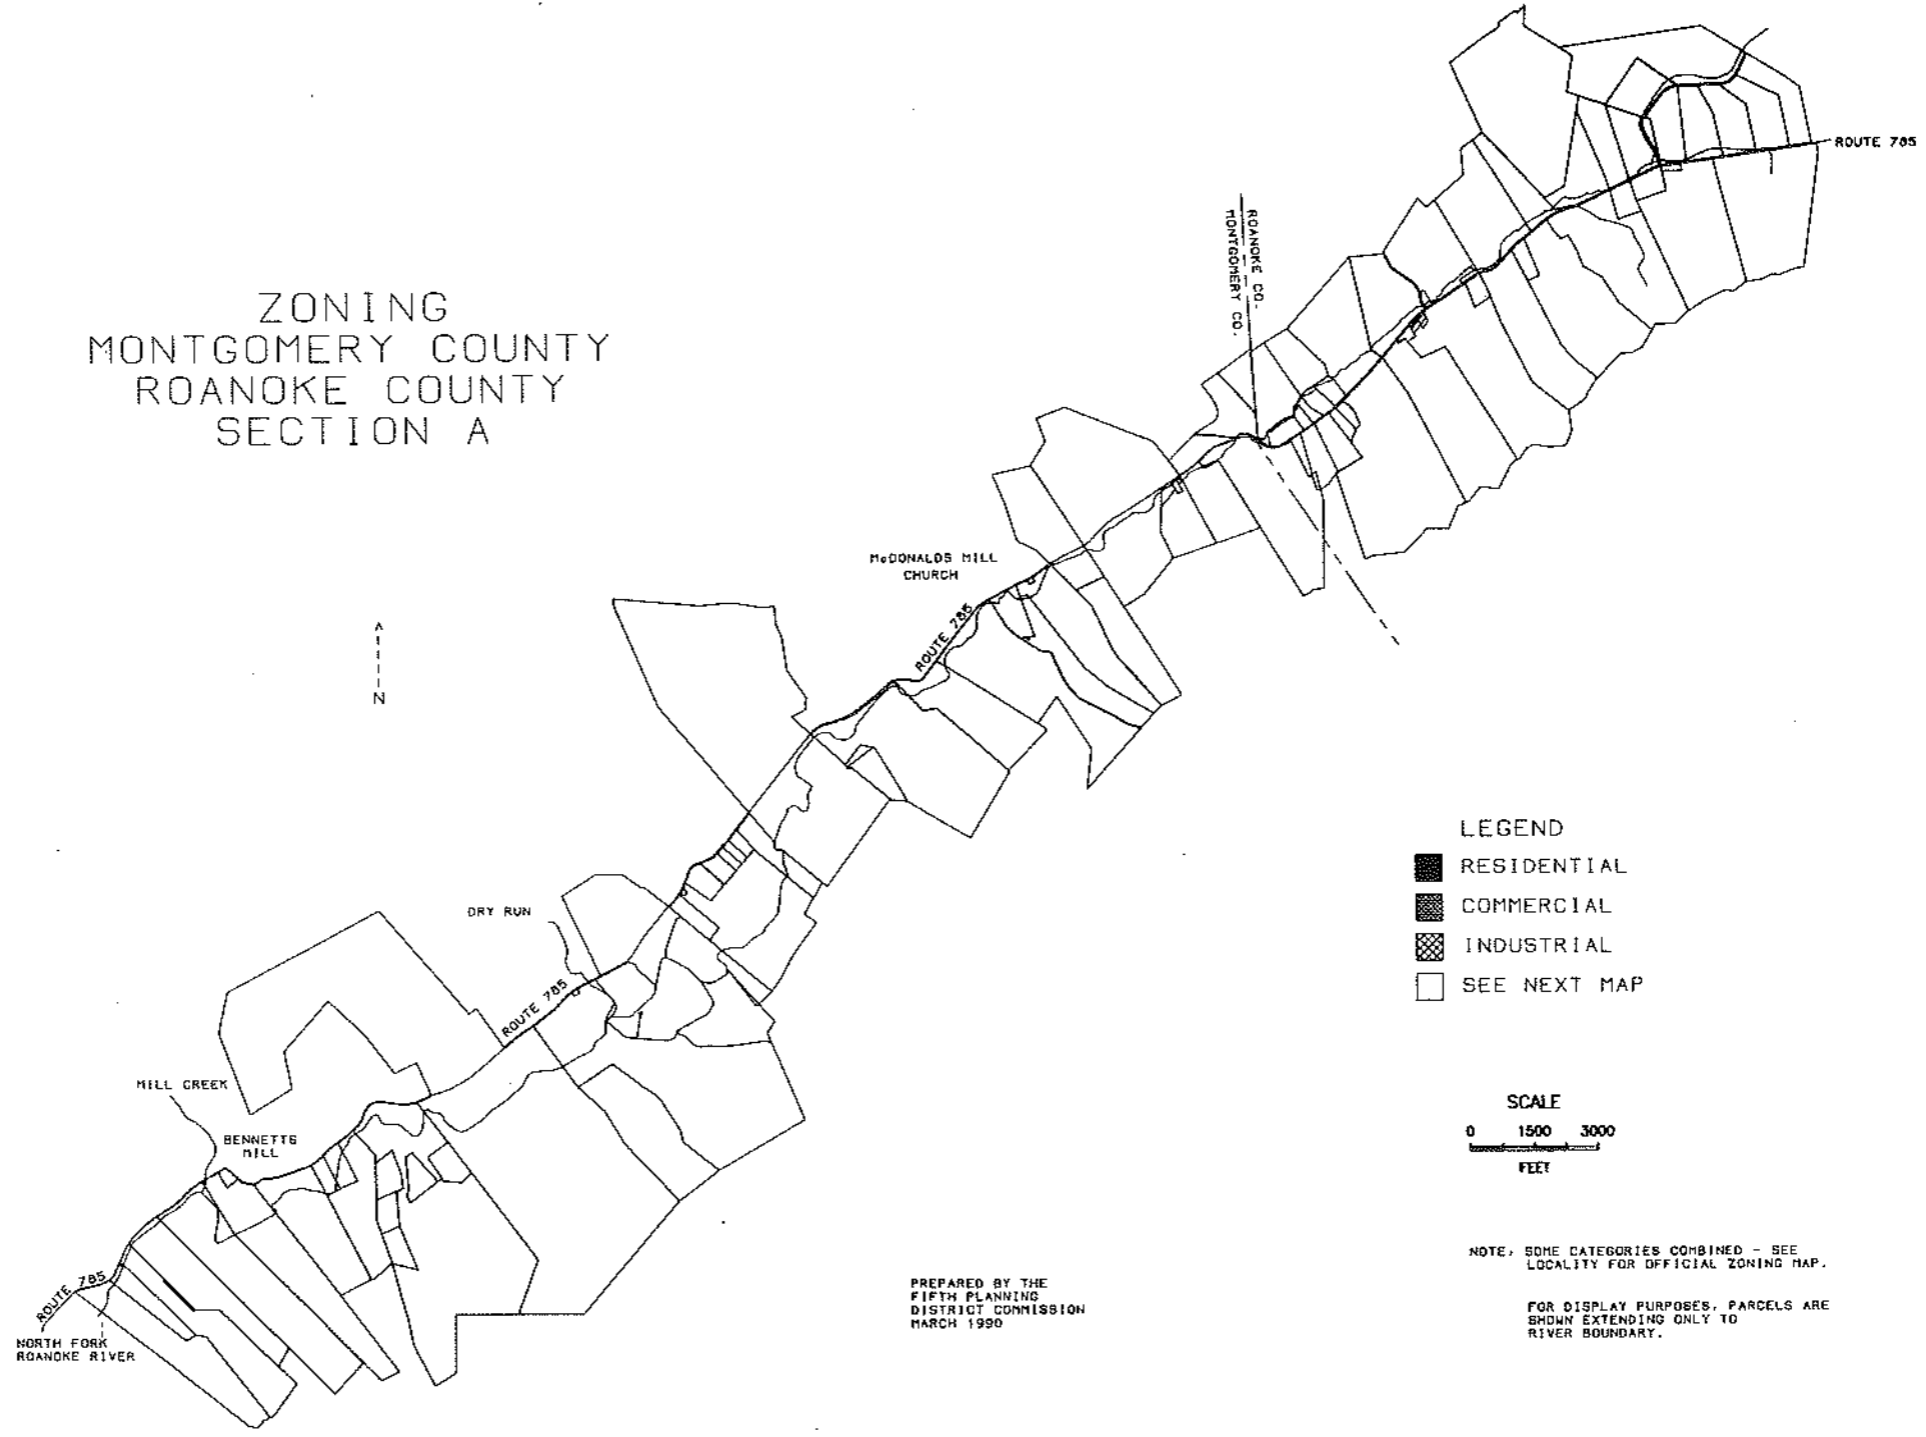 ZONING
MONTGOMERY COUNTY
ROANOKE COUNTY
SECTION A
ROUTE 785
ROANOKE CO.
MONTGOMERY CO.
McDONALDS MILL
CHURCH
ROUTE 785
N
DRY RUN
ROUTE 785
MILL CREEK
BENNETTS
MILL
ROUTE 785
NORTH FORK
ROANOKE RIVER
LEGEND
RESIDENTIAL
COMMERCIAL
INDUSTRIAL
SEE NEXT MAP
SCALE
0 1500 3000
FEET
PREPARED BY THE
FIFTH PLANNING
DISTRICT COMMISSION
MARCH 1990
NOTE: SOME CATEGORIES COMBINED - SEE
LOCALITY FOR OFFICIAL ZONING MAP.
FOR DISPLAY PURPOSES, PARCELS ARE
SHOWN EXTENDING ONLY TO
RIVER BOUNDARY.